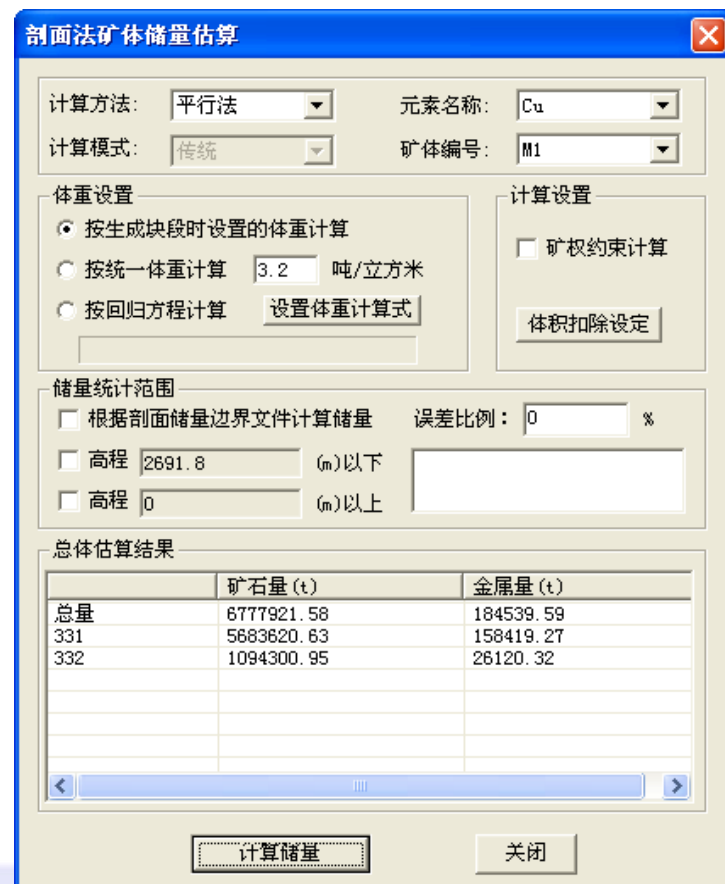 剖面法矿体储量估算
计算方法: 平行法 元素名称: Cu
计算模式: 传统 矿体编号: M1
体重设置 计算设置
按生成块段时设置的体重计算
矿权约束计算
按统一体重计算 3.2 吨/立方米
按回归方程计算 设置体重计算式
体积扣除设定
储量统计范围
根据剖面储量边界文件计算储量 误差比例: 0 %
高程 2691.8 (m)以下
高程 0 (m)以上
总体估算结果
矿石量(t) 金属量(t)
总量 6777921.58 184539.59
331 5683620.63 158419.27
332 1094300.95 26120.32
计算储量 关闭